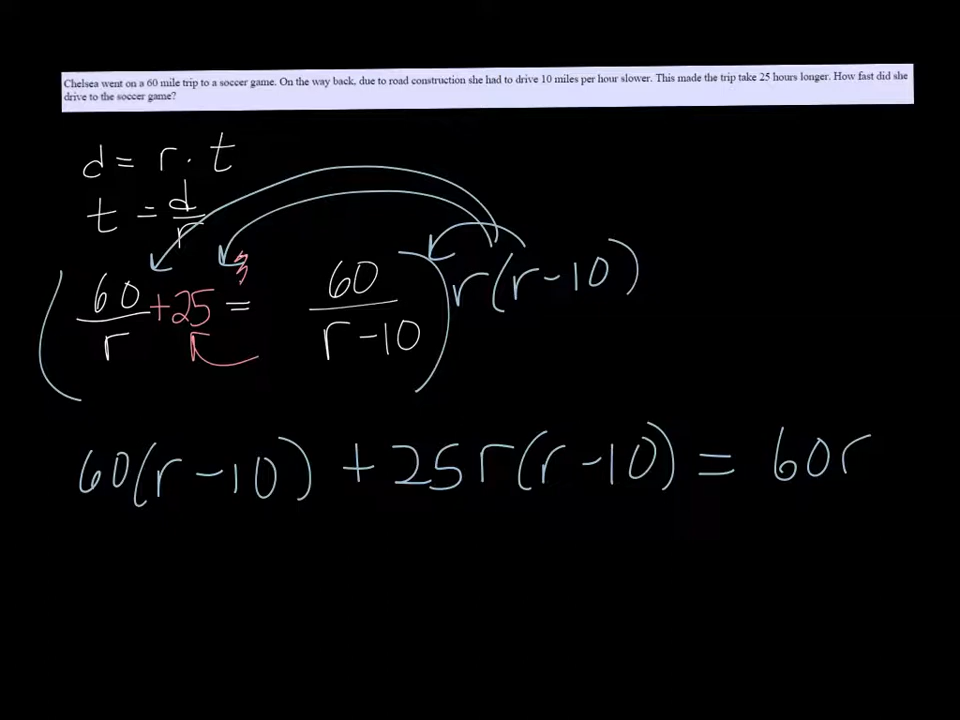 Chelsea went on a 60 mile trip to a soccer game. On the way back, due to road construction she had to drive 10 miles per hour slower. This made the trip take 25 hours longer. How fast did she
drive to the soccer game?
d = r · t
t = d/r
(60/r + 25 = 60/(r-10)) r(r-10)
60(r-10) + 25r(r-10) = 60r